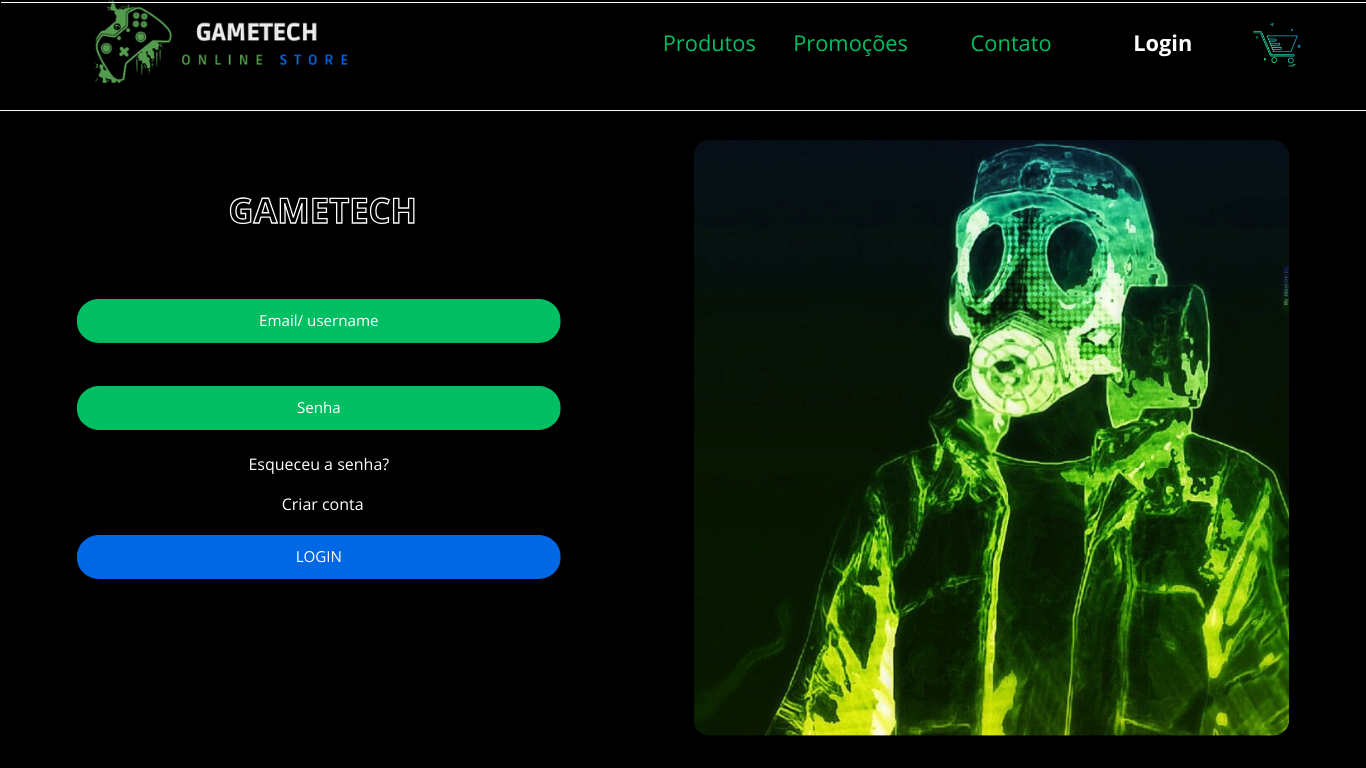 GAMETECH
ONLINE STORE
Produtos Promoções Contato Login
GAMETECH
Email/ username
Senha
Esqueceu a senha?
Criar conta
LOGIN